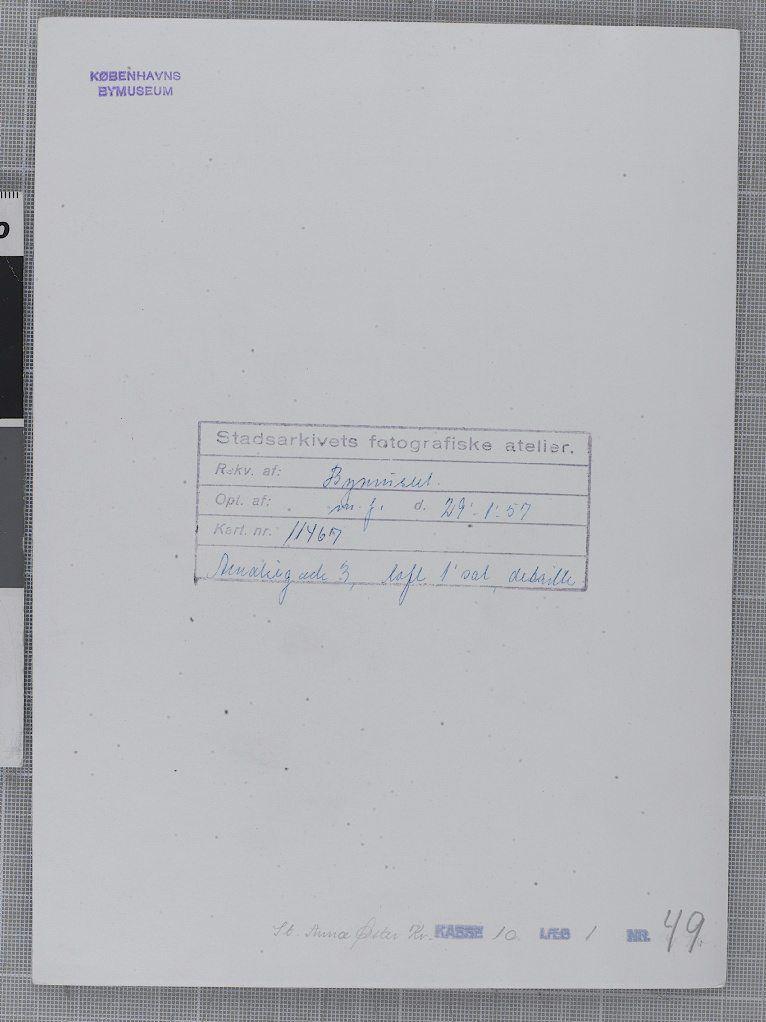 KØBENHAVNS
BYMUSEUM
Stadsarkivets fotografiske atelier.
Rekv. af: Bymuseet.
Opt. af: m.f. d. 29'-1'-57
Kart. nr. 11467
Amaliegade 3, loft 1' sal, detaille
St. Annæ Øster Kv. KASSE 10 LÆG 1 NR. 49.